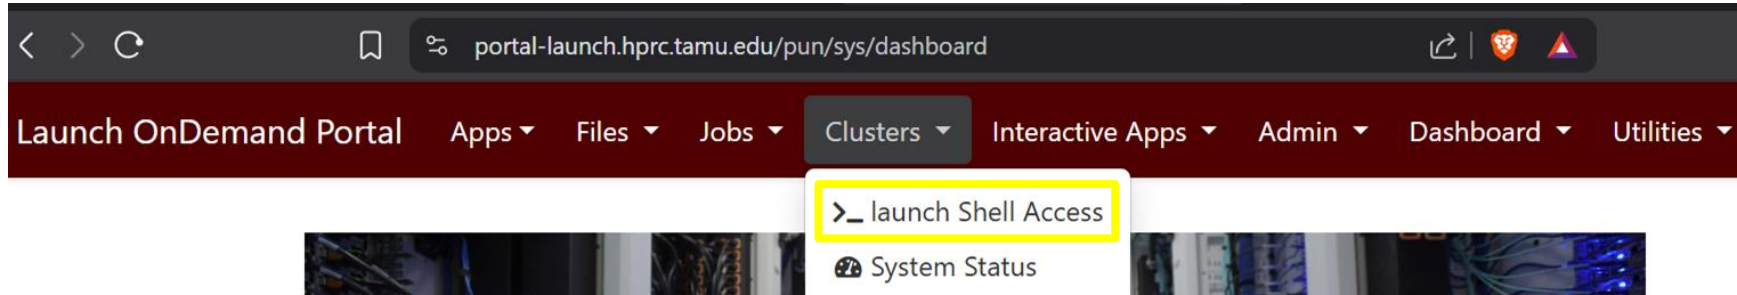 portal-launch.hprc.tamu.edu/pun/sys/dashboard
Launch OnDemand Portal Apps Files Jobs Clusters Interactive Apps Admin Dashboard Utilities
launch Shell Access
System Status